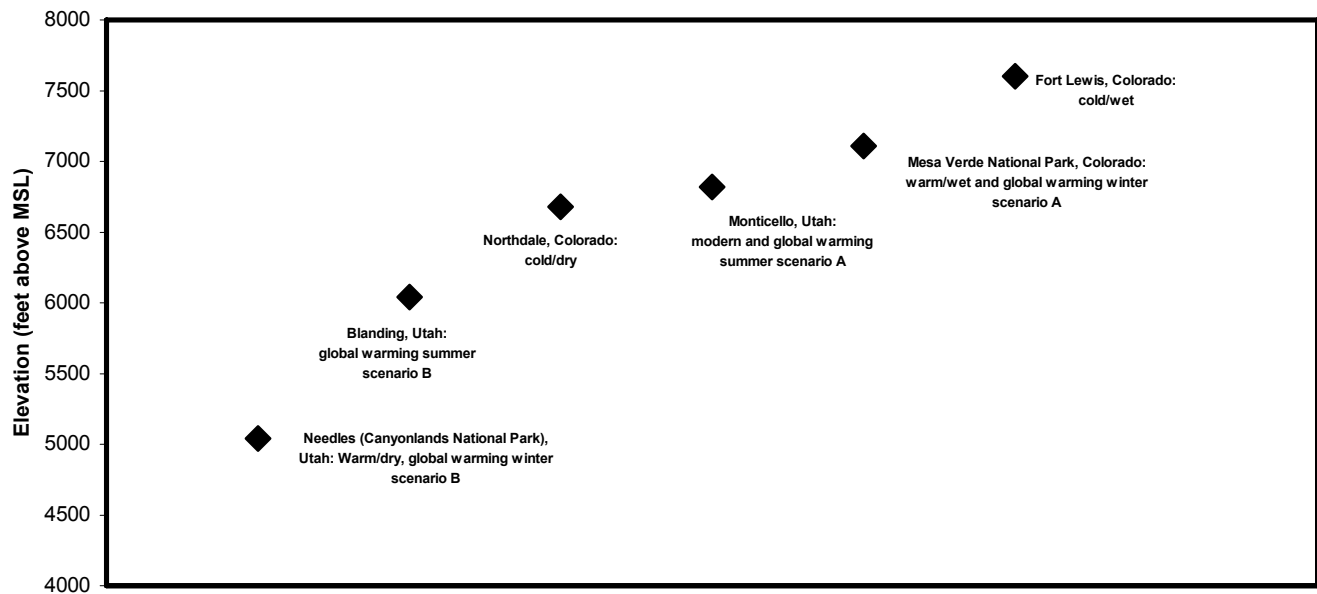 8000
7500
7000
6500
6000
5500
5000
4500
4000
Elevation (feet above MSL)
Fort Lewis, Colorado:
cold/wet
Mesa Verde National Park, Colorado:
warm/wet and global warming winter
scenario A
Monticello, Utah:
modern and global warming
summer scenario A
Northdale, Colorado:
cold/dry
Blanding, Utah:
global warming summer
scenario B
Needles (Canyonlands National Park),
Utah: Warm/dry, global warming winter
scenario B